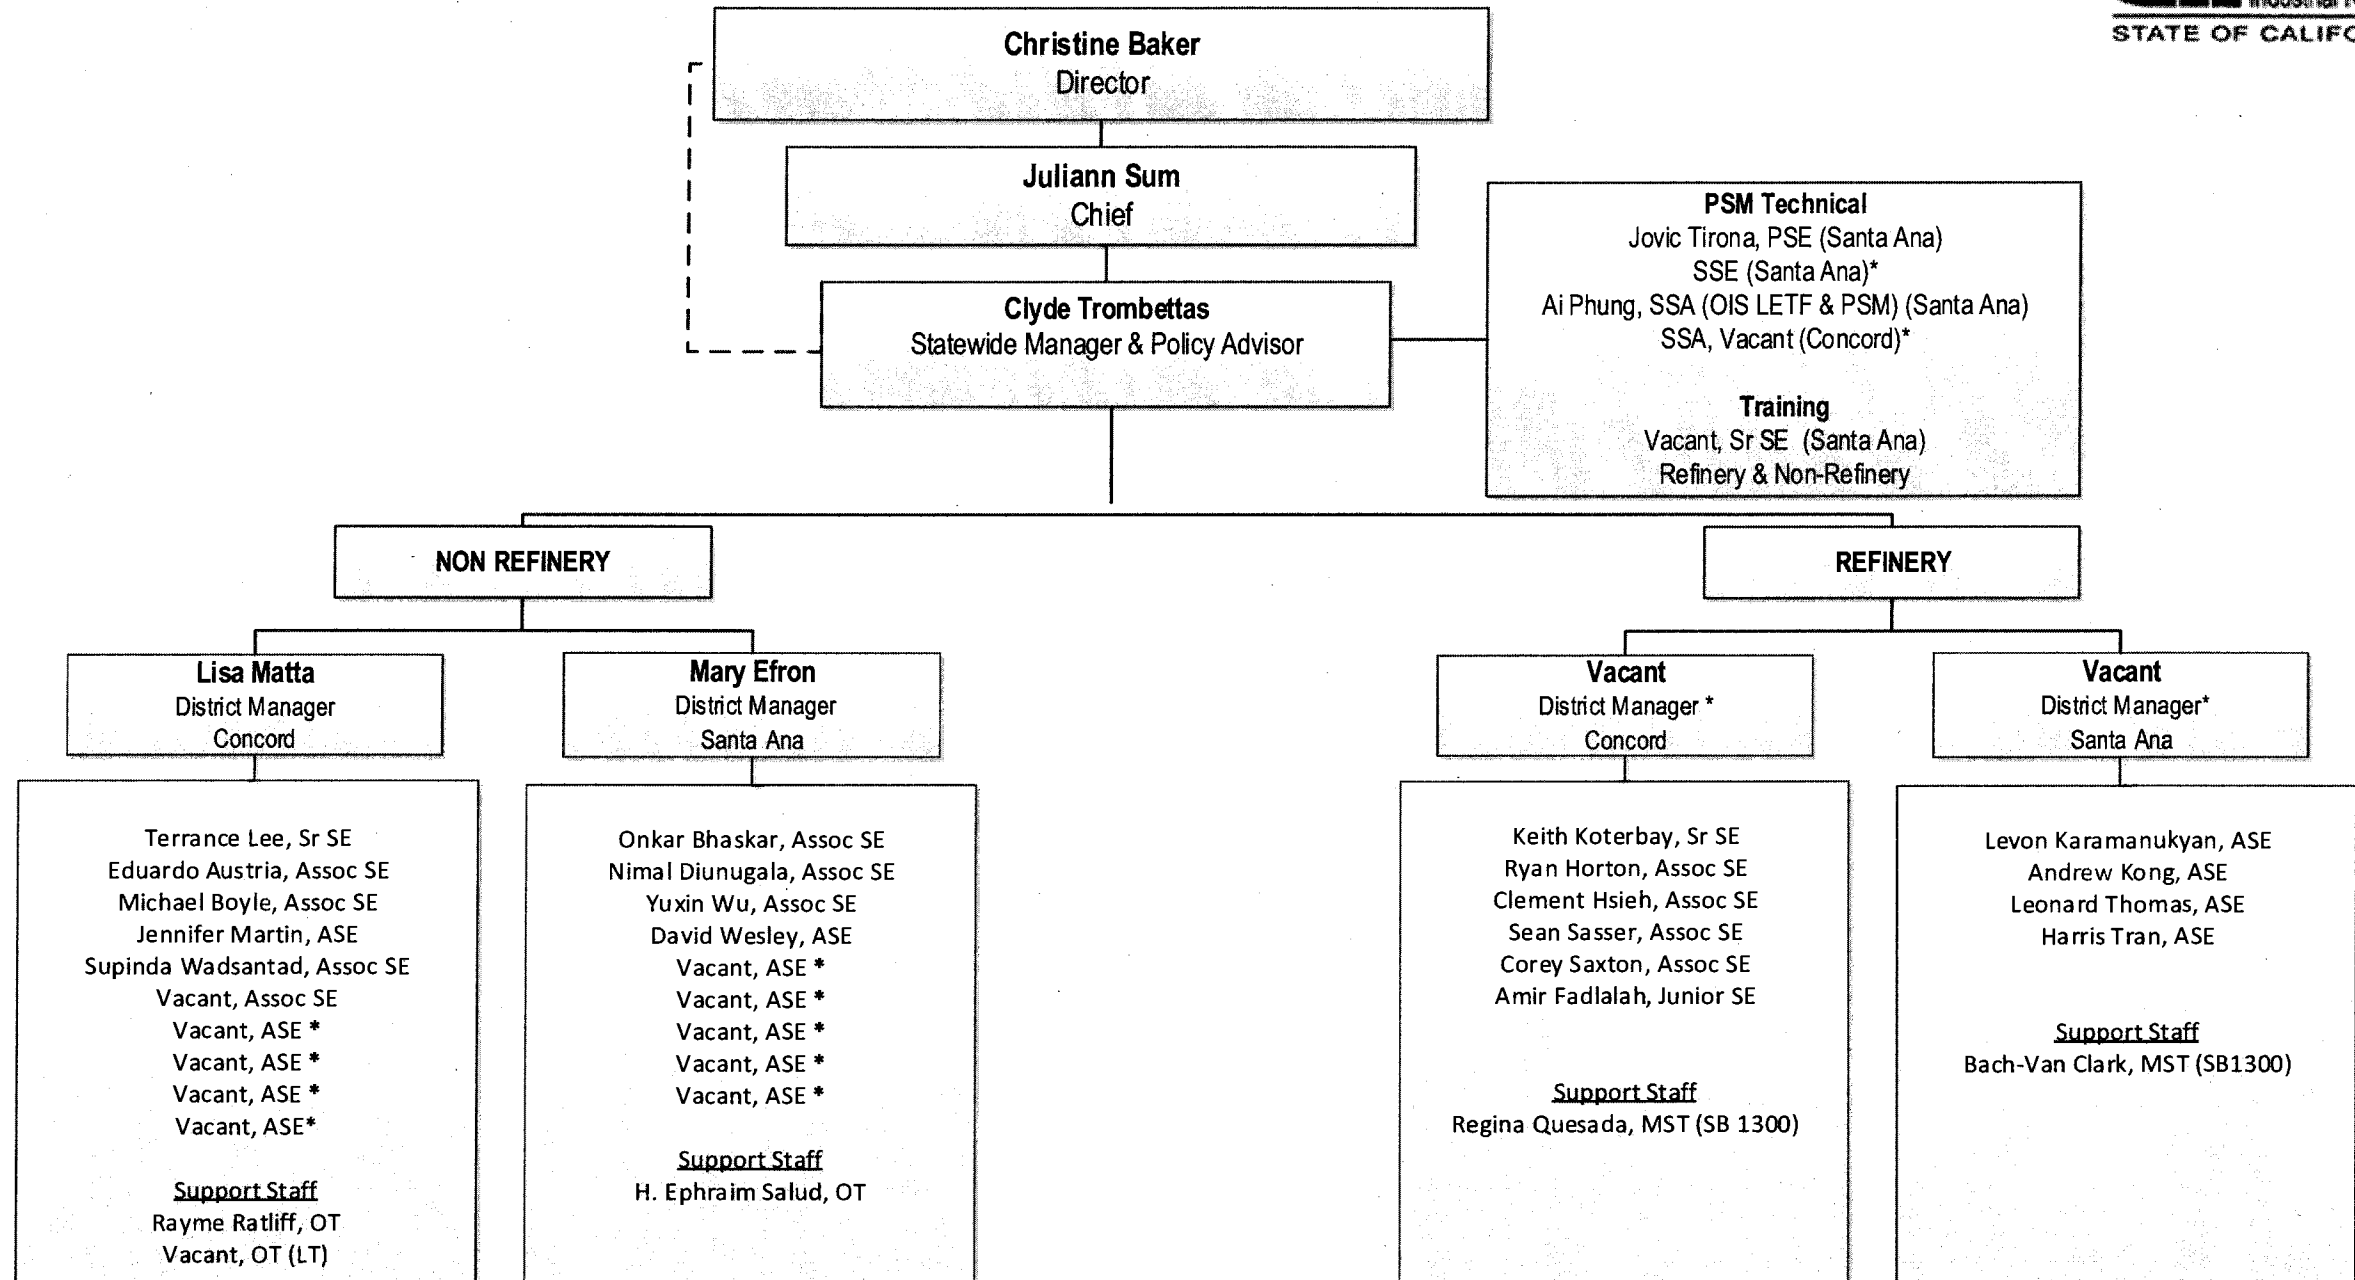 STATE OF
Christine Baker
Director
Juliann Sum
Chief
Clyde Trombettas
Statewide Manager & Policy Advisor
PSM Technical
Jovic Tirona, PSE (Santa Ana)
SSE (Santa Ana)*
Ai Phung, SSA (OIS LETF & PSM) (Santa Ana)
SSA, Vacant (Concord)*
Training
Vacant, Sr SE (Santa Ana)
Refinery & Non-Refinery
NON REFINERY
REFINERY
Lisa Matta
District Manager
Concord
Mary Efron
District Manager
Santa Ana
Vacant
District Manager *
Concord
Vacant
District Manager*
Santa Ana
Terrance Lee, Sr SE
Eduardo Austria, Assoc SE
Michael Boyle, Assoc SE
Jennifer Martin, ASE
Supinda Wadsantad, Assoc SE
Vacant, Assoc SE
Vacant, ASE *
Vacant, ASE *
Vacant, ASE *
Vacant, ASE*
Support Staff
Rayme Ratliff, OT
Vacant, OT (LT)
Onkar Bhaskar, Assoc SE
Nimal Diunugala, Assoc SE
Yuxin Wu, Assoc SE
David Wesley, ASE
Vacant, ASE *
Vacant, ASE *
Vacant, ASE *
Vacant, ASE *
Vacant, ASE *
Support Staff
H. Ephraim Salud, OT
Keith Koterbay, Sr SE
Ryan Horton, Assoc SE
Clement Hsieh, Assoc SE
Sean Sasser, Assoc SE
Corey Saxton, Assoc SE
Amir Fadlalah, Junior SE
Support Staff
Regina Quesada, MST (SB 1300)
Levon Karamanukyan, ASE
Andrew Kong, ASE
Leonard Thomas, ASE
Harris Tran, ASE
Support Staff
Bach-Van Clark, MST (SB1300)